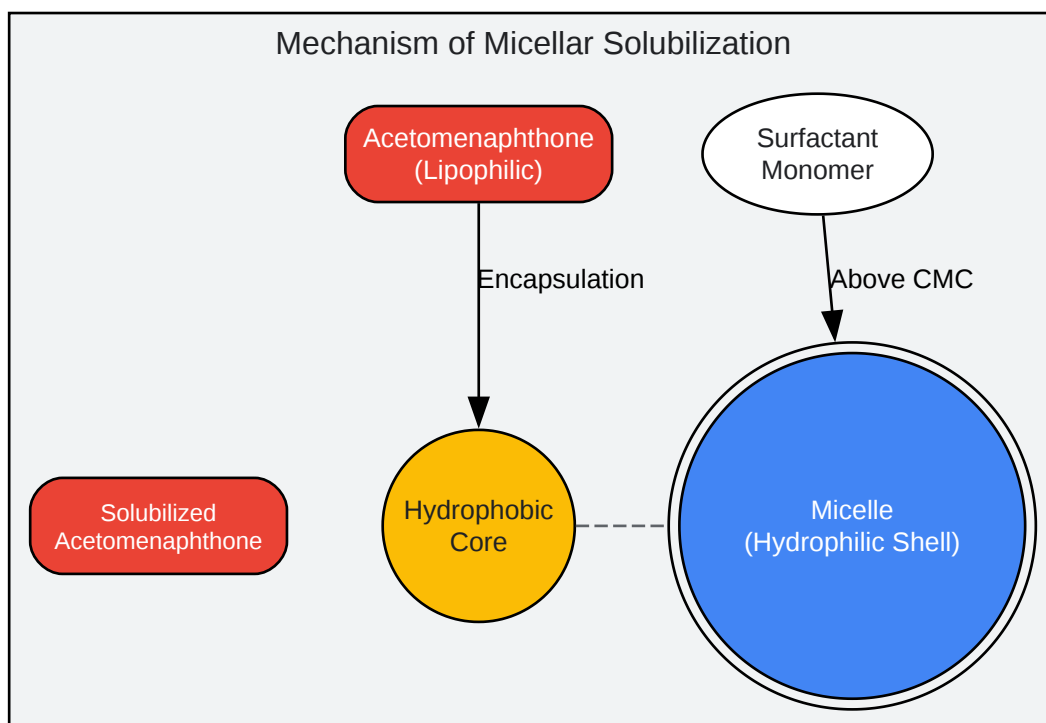 Mechanism of Micellar Solubilization
Acetomenaphthone
(Lipophilic)
Surfactant
Monomer
Encapsulation
Above CMC
Solubilized
Acetomenaphthone
Hydrophobic
Core
Micelle
(Hydrophilic Shell)